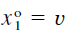 x₁° = v